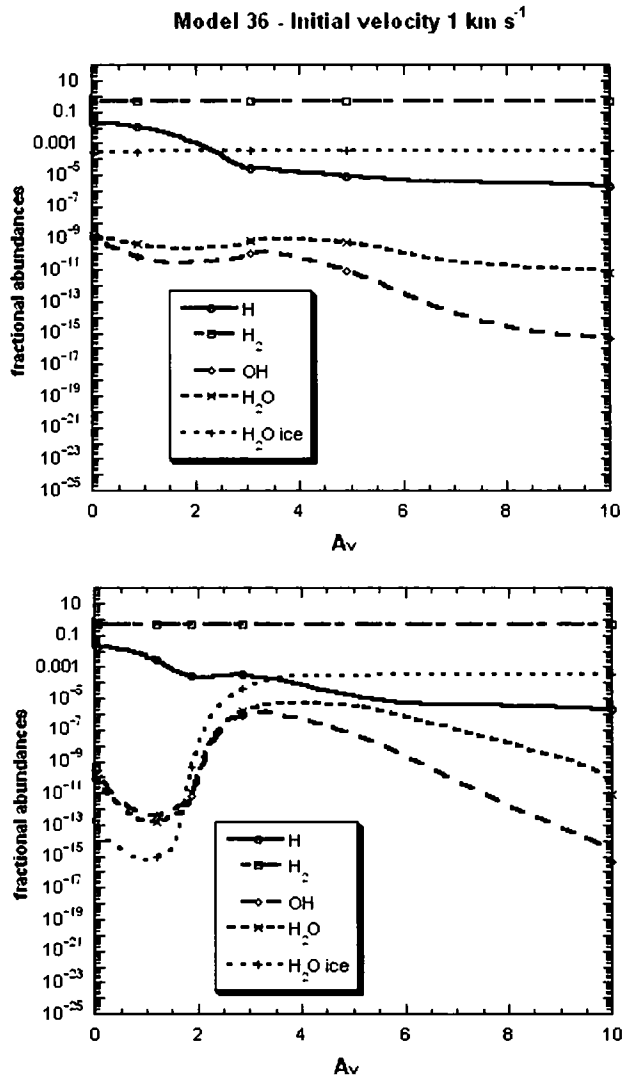 Model 36 - Initial velocity 1 km s⁻¹
10
0.1
0.001
10⁻⁵
10⁻⁷
10⁻⁹
10⁻¹¹
10⁻¹³
10⁻¹⁵
10⁻¹⁷
10⁻¹⁹
10⁻²¹
10⁻²³
10⁻²⁵
fractional abundances
H
H₂
OH
H₂O
H₂O ice
0 2 4 6 8 10
Aᵥ
10
0.1
0.001
10⁻⁵
10⁻⁷
10⁻⁹
10⁻¹¹
10⁻¹³
10⁻¹⁵
10⁻¹⁷
10⁻¹⁹
10⁻²¹
10⁻²³
10⁻²⁵
fractional abundances
H
H₂
OH
H₂O
H₂O ice
0 2 4 6 8 10
Aᵥ